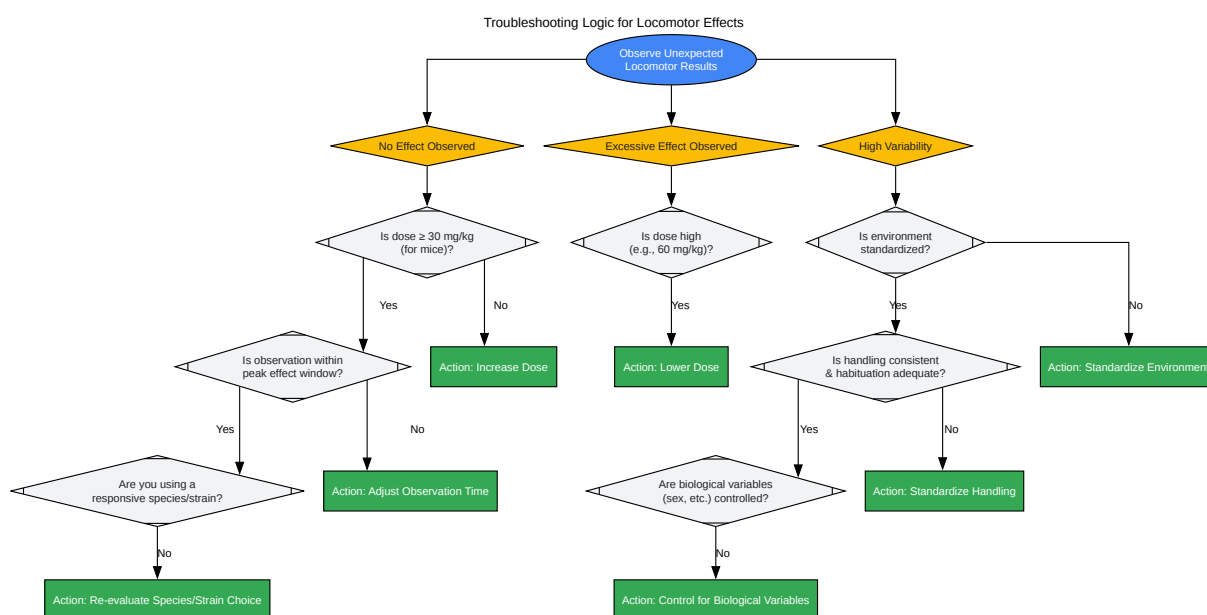 Troubleshooting Logic for Locomotor Effects
Observe Unexpected
Locomotor Results
No Effect Observed
Excessive Effect Observed
High Variability
Is dose ≥ 30 mg/kg
(for mice)?
Is dose high
(e.g., 60 mg/kg)?
Is environment
standardized?
Yes
No
Yes
Yes
No
Is observation within
peak effect window?
Action: Increase Dose
Action: Lower Dose
Is handling consistent
& habituation adequate?
Action: Standardize Environment
Yes
No
Yes
No
Are you using a
responsive species/strain?
Action: Adjust Observation Time
Are biological variables
(sex, etc.) controlled?
Action: Standardize Handling
No
No
Action: Re-evaluate Species/Strain Choice
Action: Control for Biological Variables